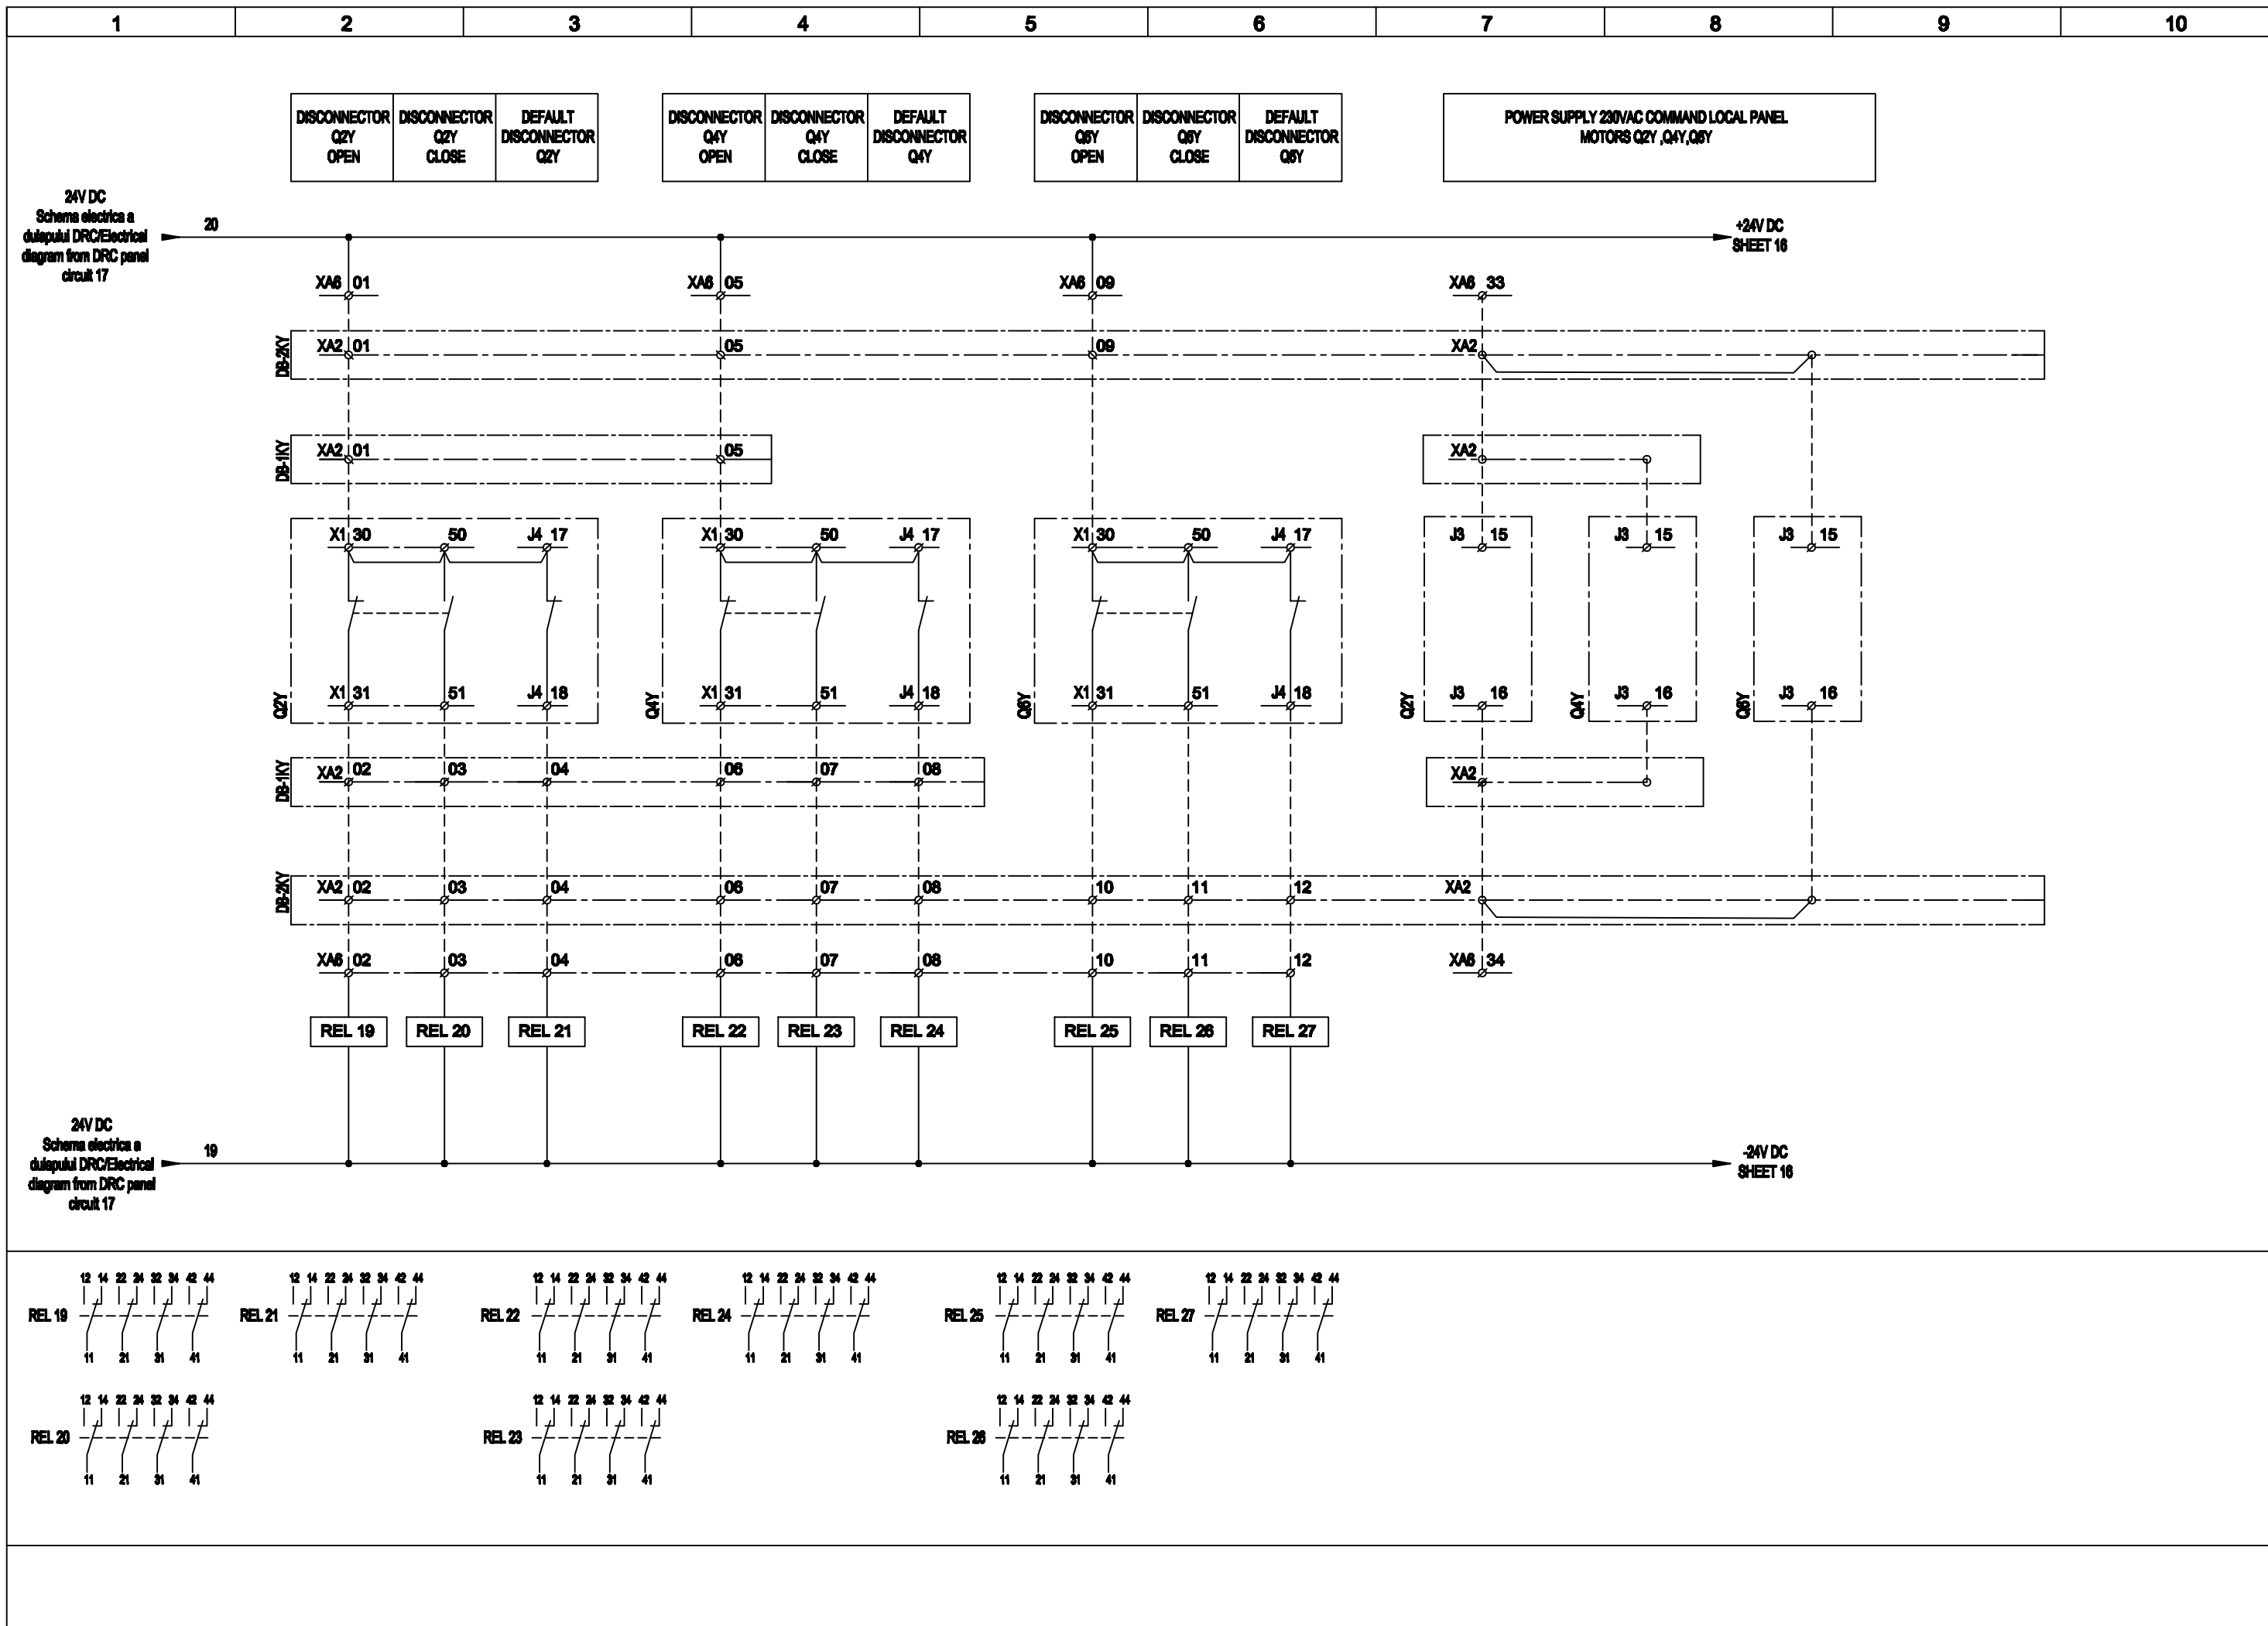 1 2 3 4 5 6 7 8 9 10
DISCONNECTOR
Q2Y
OPEN
DISCONNECTOR
Q2Y
CLOSE
DEFAULT
DISCONNECTOR
Q2Y
DISCONNECTOR
Q4Y
OPEN
DISCONNECTOR
Q4Y
CLOSE
DEFAULT
DISCONNECTOR
Q4Y
DISCONNECTOR
Q6Y
OPEN
DISCONNECTOR
Q6Y
CLOSE
DEFAULT
DISCONNECTOR
Q6Y
POWER SUPPLY 230VAC COMMAND LOCAL PANEL
MOTORS Q2Y ,Q4Y,Q6Y
24V DC
Schema electrica a
dulapului DRC/Electrical
diagram from DRC panel
circuit 17
20
+24V DC
SHEET 16
XA6 01 XA6 05 XA6 09 XA6 33
DB-2KY
XA2 01 05 09 XA2
DB-1KY
XA2 01 05 XA2
X1 30 50 J4 17 X1 30 50 J4 17 X1 30 50 J4 17 J3 15 J3 15 J3 15
X1 31 51 J4 18 X1 31 51 J4 18 X1 31 51 J4 18 J3 16 J3 16 J3 16
Q2Y Q4Y Q6Y Q2Y Q4Y Q6Y
DB-1KY
XA2 02 03 04 06 07 08 XA2
DB-2KY
XA2 02 03 04 06 07 08 10 11 12 XA2
XA6 02 03 04 06 07 08 10 11 12 XA6 34
REL 19 REL 20 REL 21 REL 22 REL 23 REL 24 REL 25 REL 26 REL 27
24V DC
Schema electrica a
dulapului DRC/Electrical
diagram from DRC panel
circuit 17
19
-24V DC
SHEET 16
12 14 22 24 32 34 42 44 12 14 22 24 32 34 42 44 12 14 22 24 32 34 42 44 12 14 22 24 32 34 42 44 12 14 22 24 32 34 42 44 12 14 22 24 32 34 42 44
REL 19 REL 21 REL 22 REL 24 REL 25 REL 27
11 21 31 41 11 21 31 41 11 21 31 41 11 21 31 41 11 21 31 41 11 21 31 41
12 14 22 24 32 34 42 44 12 14 22 24 32 34 42 44 12 14 22 24 32 34 42 44
REL 20 REL 23 REL 26
11 21 31 41 11 21 31 41 11 21 31 41